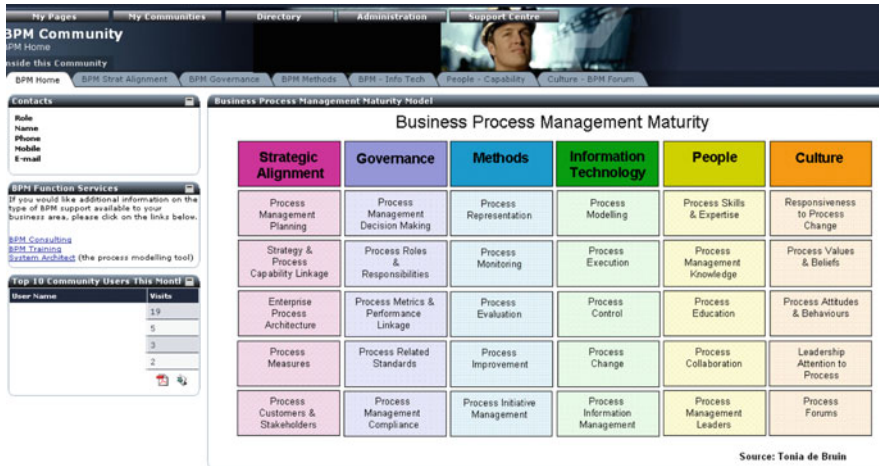 My Pages
My Communities
Directory
Administration
Support Centre
BPM Community
BPM Home
nside this Community
BPM Home
BPM Strat Alignment
BPM Governance
BPM Methods
BPM - Info Tech
People - Capability
Culture - BPM Forum
Contacts
Role
Name
Phone
Mobile
E-mail
BPM Function Services
If you would like additional information on the
type of BPM support available to your
business area, please click on the links below.
BPM Consulting
BPM Training
System Architect (the process modelling tool)
Top 10 Community Users This Month
User Name Visits
19
5
3
2
Business Process Management Maturity Model
Business Process Management Maturity
Strategic
Alignment
Governance
Methods
Information
Technology
People
Culture
Process
Management
Planning
Process
Management
Decision Making
Process
Representation
Process
Modelling
Process Skills
& Expertise
Responsiveness
to Process
Change
Strategy &
Process
Capability Linkage
Process Roles
&
Responsibilities
Process
Monitoring
Process
Execution
Process
Management
Knowledge
Process Values
& Beliefs
Enterprise
Process
Architecture
Process Metrics &
Performance
Linkage
Process
Evaluation
Process
Control
Process
Education
Process Attitudes
& Behaviours
Process
Measures
Process Related
Standards
Process
Improvement
Process
Change
Process
Collaboration
Leadership
Attention to
Process
Process
Customers &
Stakeholders
Process
Management
Compliance
Process Initiative
Management
Process
Information
Management
Process
Management
Leaders
Process
Forums
Source: Tonia de Bruin